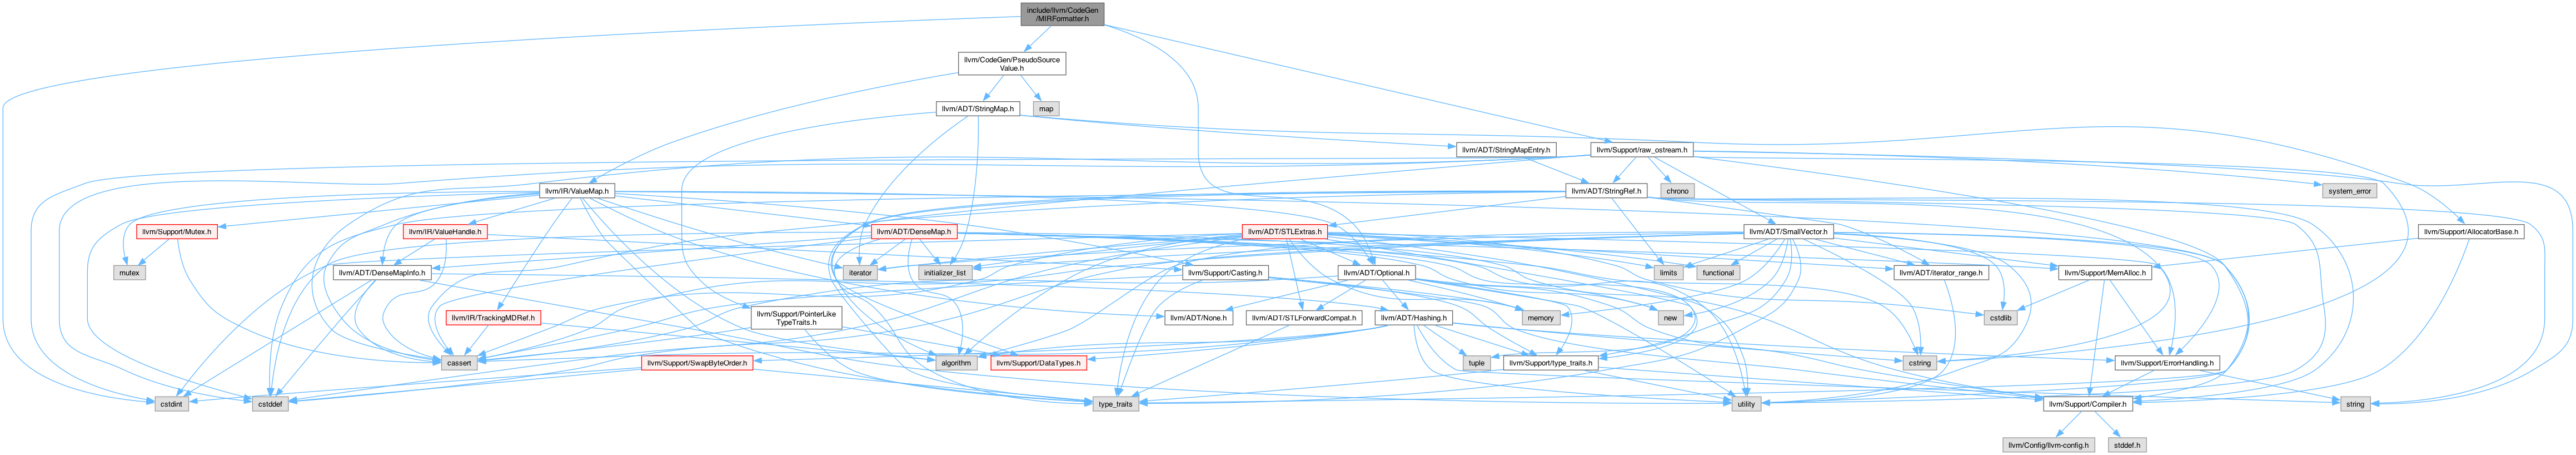 include/llvm/CodeGen
/MIRFormatter.h
llvm/CodeGen/PseudoSource
Value.h
llvm/ADT/StringMap.h
map
llvm/ADT/StringMapEntry.h
llvm/Support/raw_ostream.h
llvm/IR/ValueMap.h
llvm/ADT/StringRef.h
chrono
system_error
llvm/Support/Mutex.h
llvm/IR/ValueHandle.h
llvm/ADT/DenseMap.h
llvm/ADT/STLExtras.h
llvm/ADT/SmallVector.h
llvm/Support/AllocatorBase.h
mutex
llvm/ADT/DenseMapInfo.h
iterator
initializer_list
llvm/Support/Casting.h
llvm/ADT/Optional.h
limits
functional
llvm/ADT/iterator_range.h
llvm/Support/MemAlloc.h
llvm/IR/TrackingMDRef.h
llvm/Support/PointerLike
TypeTraits.h
llvm/ADT/None.h
llvm/ADT/STLForwardCompat.h
llvm/ADT/Hashing.h
memory
new
cstdlib
cassert
llvm/Support/SwapByteOrder.h
algorithm
llvm/Support/DataTypes.h
tuple
llvm/Support/type_traits.h
cstring
llvm/Support/ErrorHandling.h
cstdint
cstddef
type_traits
utility
llvm/Support/Compiler.h
string
llvm/Config/llvm-config.h
stddef.h